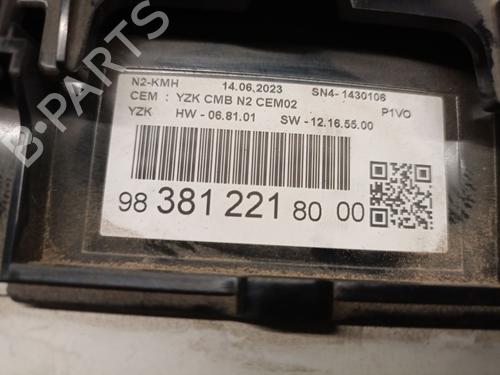 N2-KMH 14.06.2023 SN4-1430106
CEM : YZK CMB N2 CEM02 P1VO
YZK HW-06.81.01 SW-12.16.55.00
98 381 221 80 00
B-PARTS